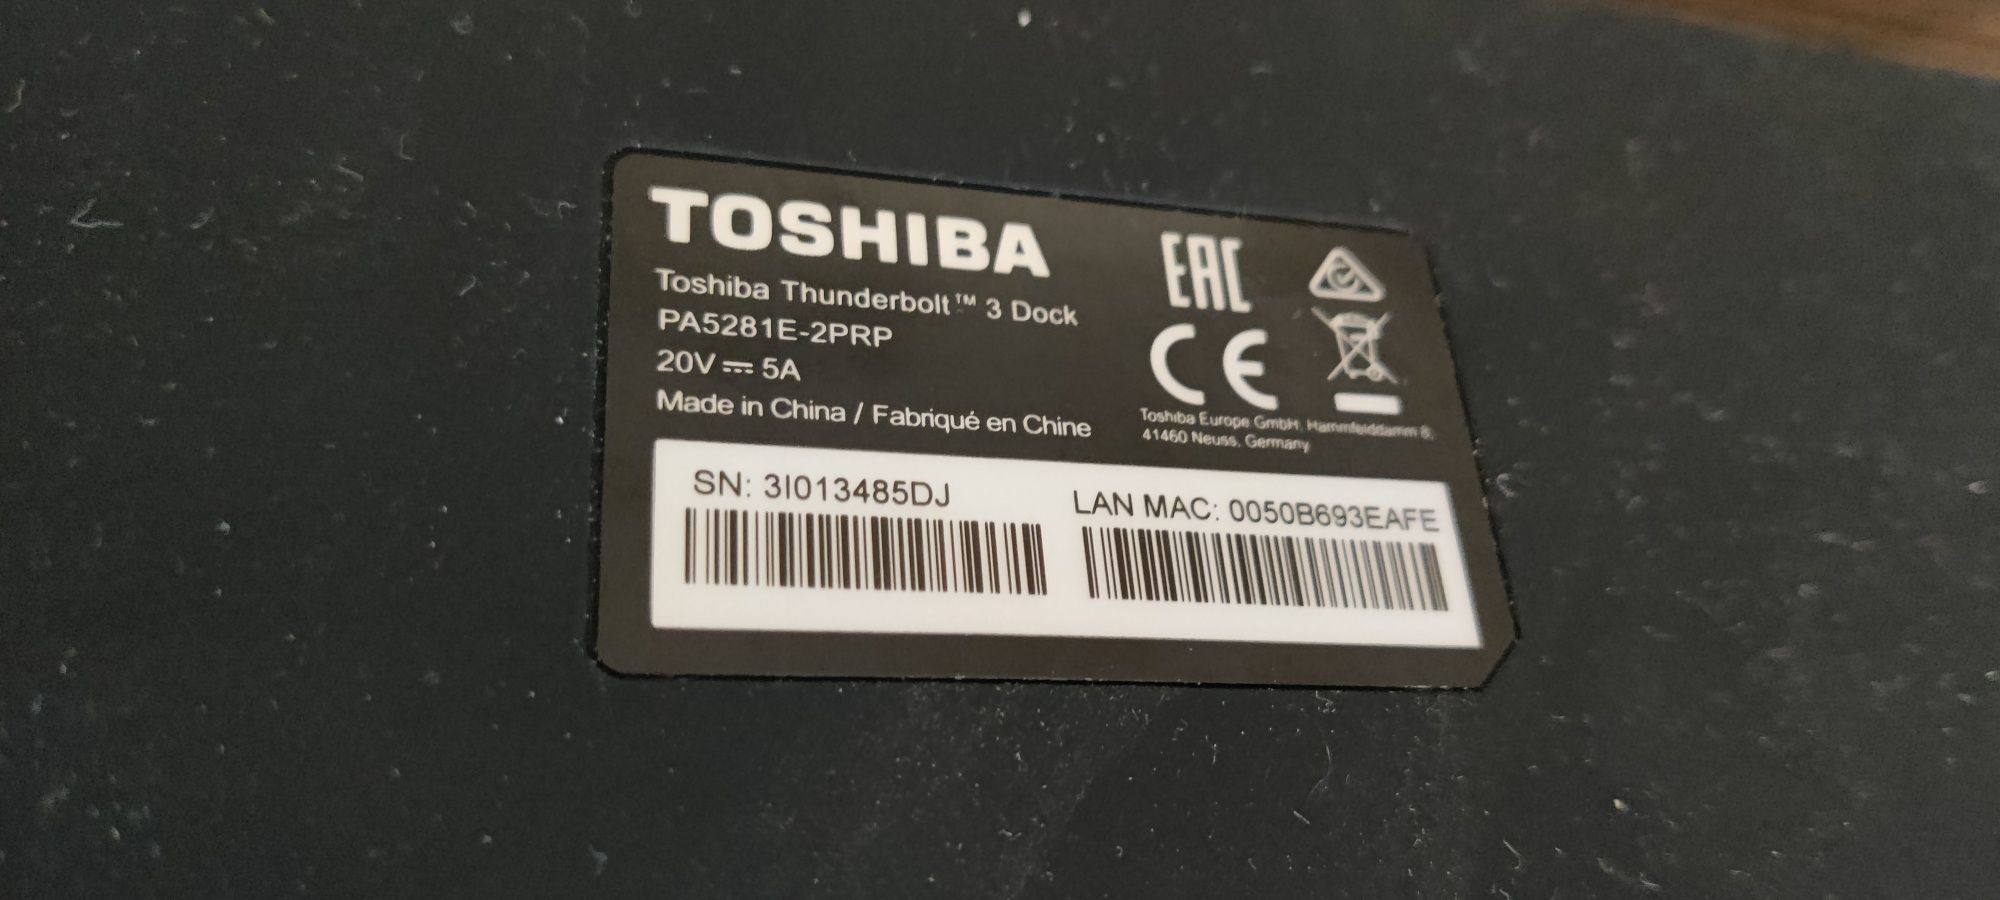 TOSHIBA
Toshiba Thunderbolt™ 3 Dock
PA5281E-2PRP
20V ⎓ 5A
Made in China / Fabriqué en Chine
EAC
CE
Toshiba Europe GmbH, Hammfelddamm 8,
41460 Neuss, Germany
SN: 3I013485DJ
LAN MAC: 0050B693EAFE